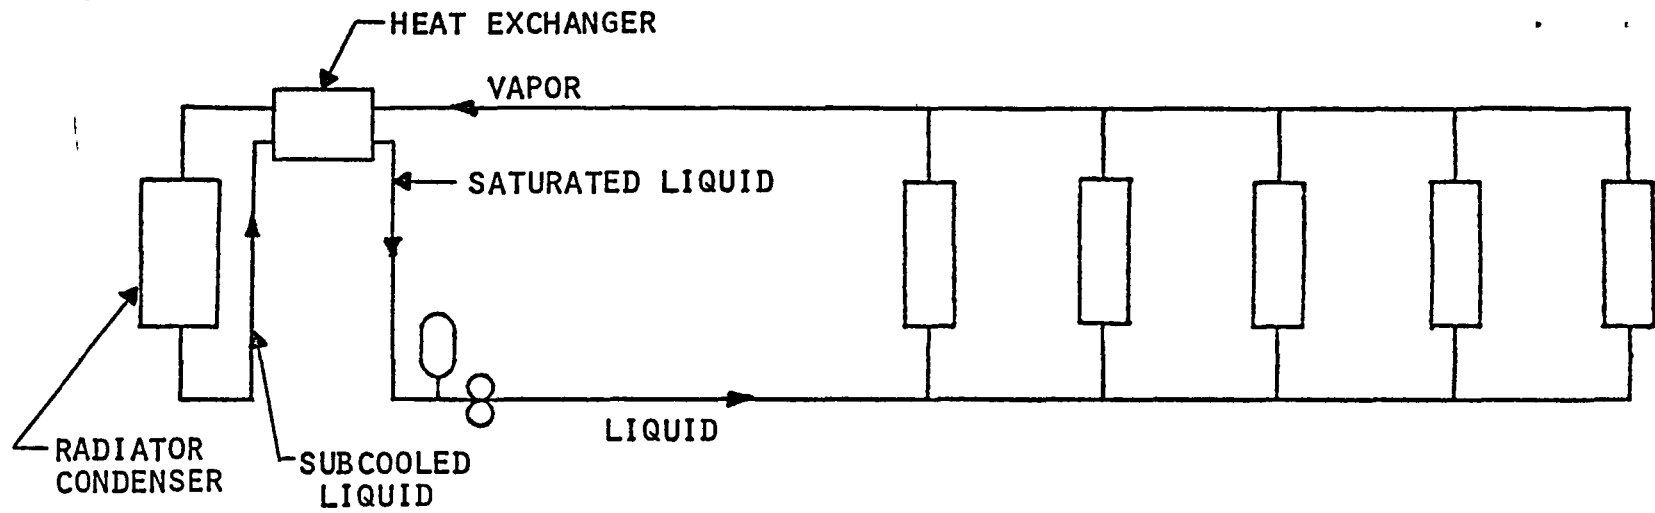 HEAT EXCHANGER
VAPOR
SATURATED LIQUID
LIQUID
RADIATOR
CONDENSER
SUBCOOLED
LIQUID